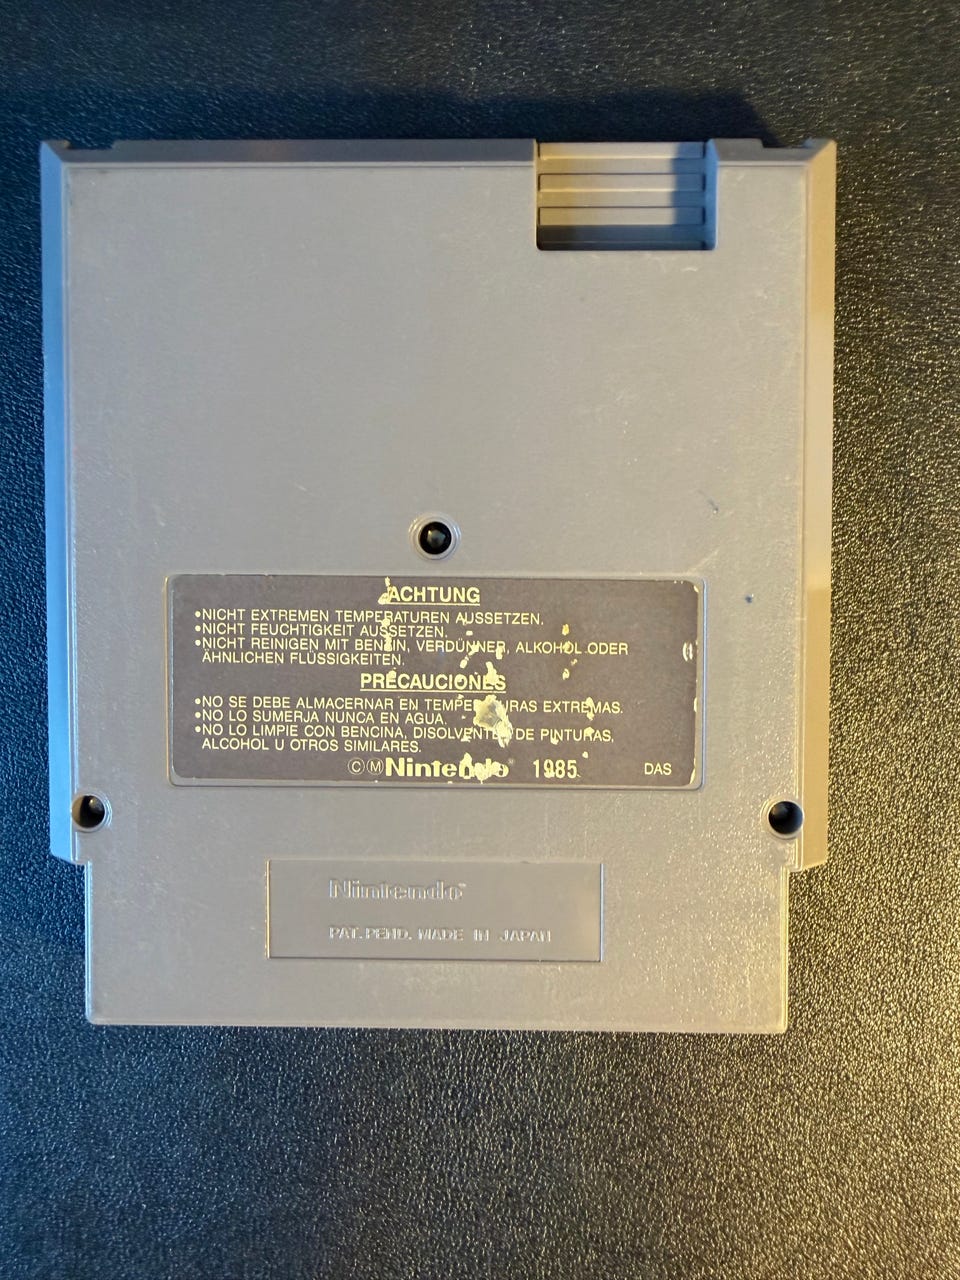 ACHTUNG
•NICHT EXTREMEN TEMPERATUREN AUSSETZEN.
•NICHT FEUCHTIGKEIT AUSSETZEN.
•NICHT REINIGEN MIT BENZIN, VERDÜNNER, ALKOHOL ODER
ÄHNLICHEN FLÜSSIGKEITEN.
PRECAUCIONES
•NO SE DEBE ALMACERNAR EN TEMPERATURAS EXTREMAS.
•NO LO SUMERJA NUNCA EN AGUA.
•NO LO LIMPIE CON BENCINA, DISOLVENTE DE PINTURAS,
ALCOHOL U OTROS SIMILARES.
ⒸⓂNintendo® 1985 DAS
Nintendo™
PAT. PEND. MADE IN JAPAN